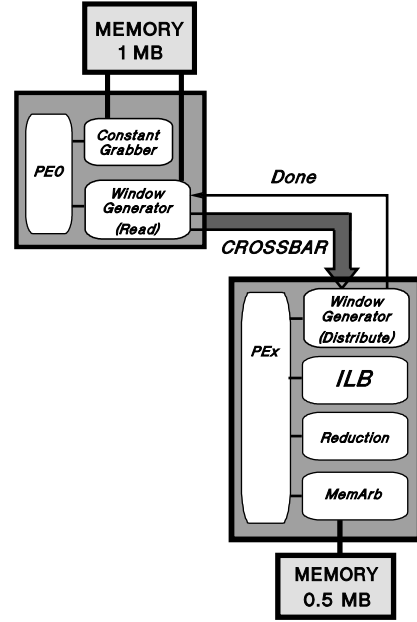 MEMORY
1 MB
PE0
Constant
Grabber
Window
Generator
(Read)
Done
CROSSBAR
PEx
Window
Generator
(Distribute)
ILB
Reduction
MemArb
MEMORY
0.5 MB